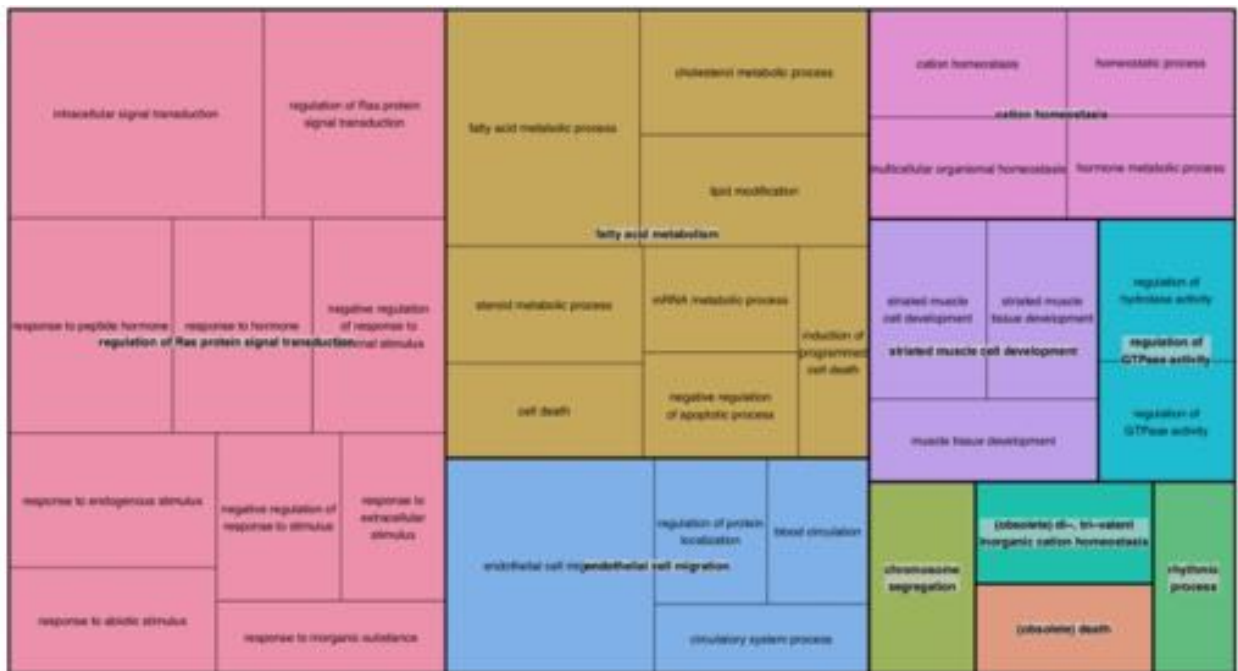 intracellular signal transduction
regulation of Ras protein
signal transduction
response to peptide hormone
response to hormone
negative regulation
of response to
stimulus
regulation of Ras protein signal transduction
response to endogenous stimulus
negative regulation of
response to stimulus
response to
extracellular
stimulus
response to abiotic stimulus
response to inorganic substance
fatty acid metabolic process
cholesterol metabolic process
lipid modification
fatty acid metabolism
steroid metabolic process
mRNA metabolic process
induction of
programmed
cell death
cell death
negative regulation
of apoptotic process
endothelial cell
endothelial cell migration
regulation of protein
localization
blood circulation
circulatory system process
cation homeostasis
homeostatic process
cation homeostasis
multicellular organismal homeostasis
hormone metabolic process
striated muscle
cell development
striated muscle
tissue development
striated muscle cell development
muscle tissue development
regulation of
hydrolase activity
regulation of
GTPase activity
regulation of
GTPase activity
chromosome
segregation
(obsolete) di-, tri-valent
inorganic cation homeostasis
(obsolete) death
rhythmic
process